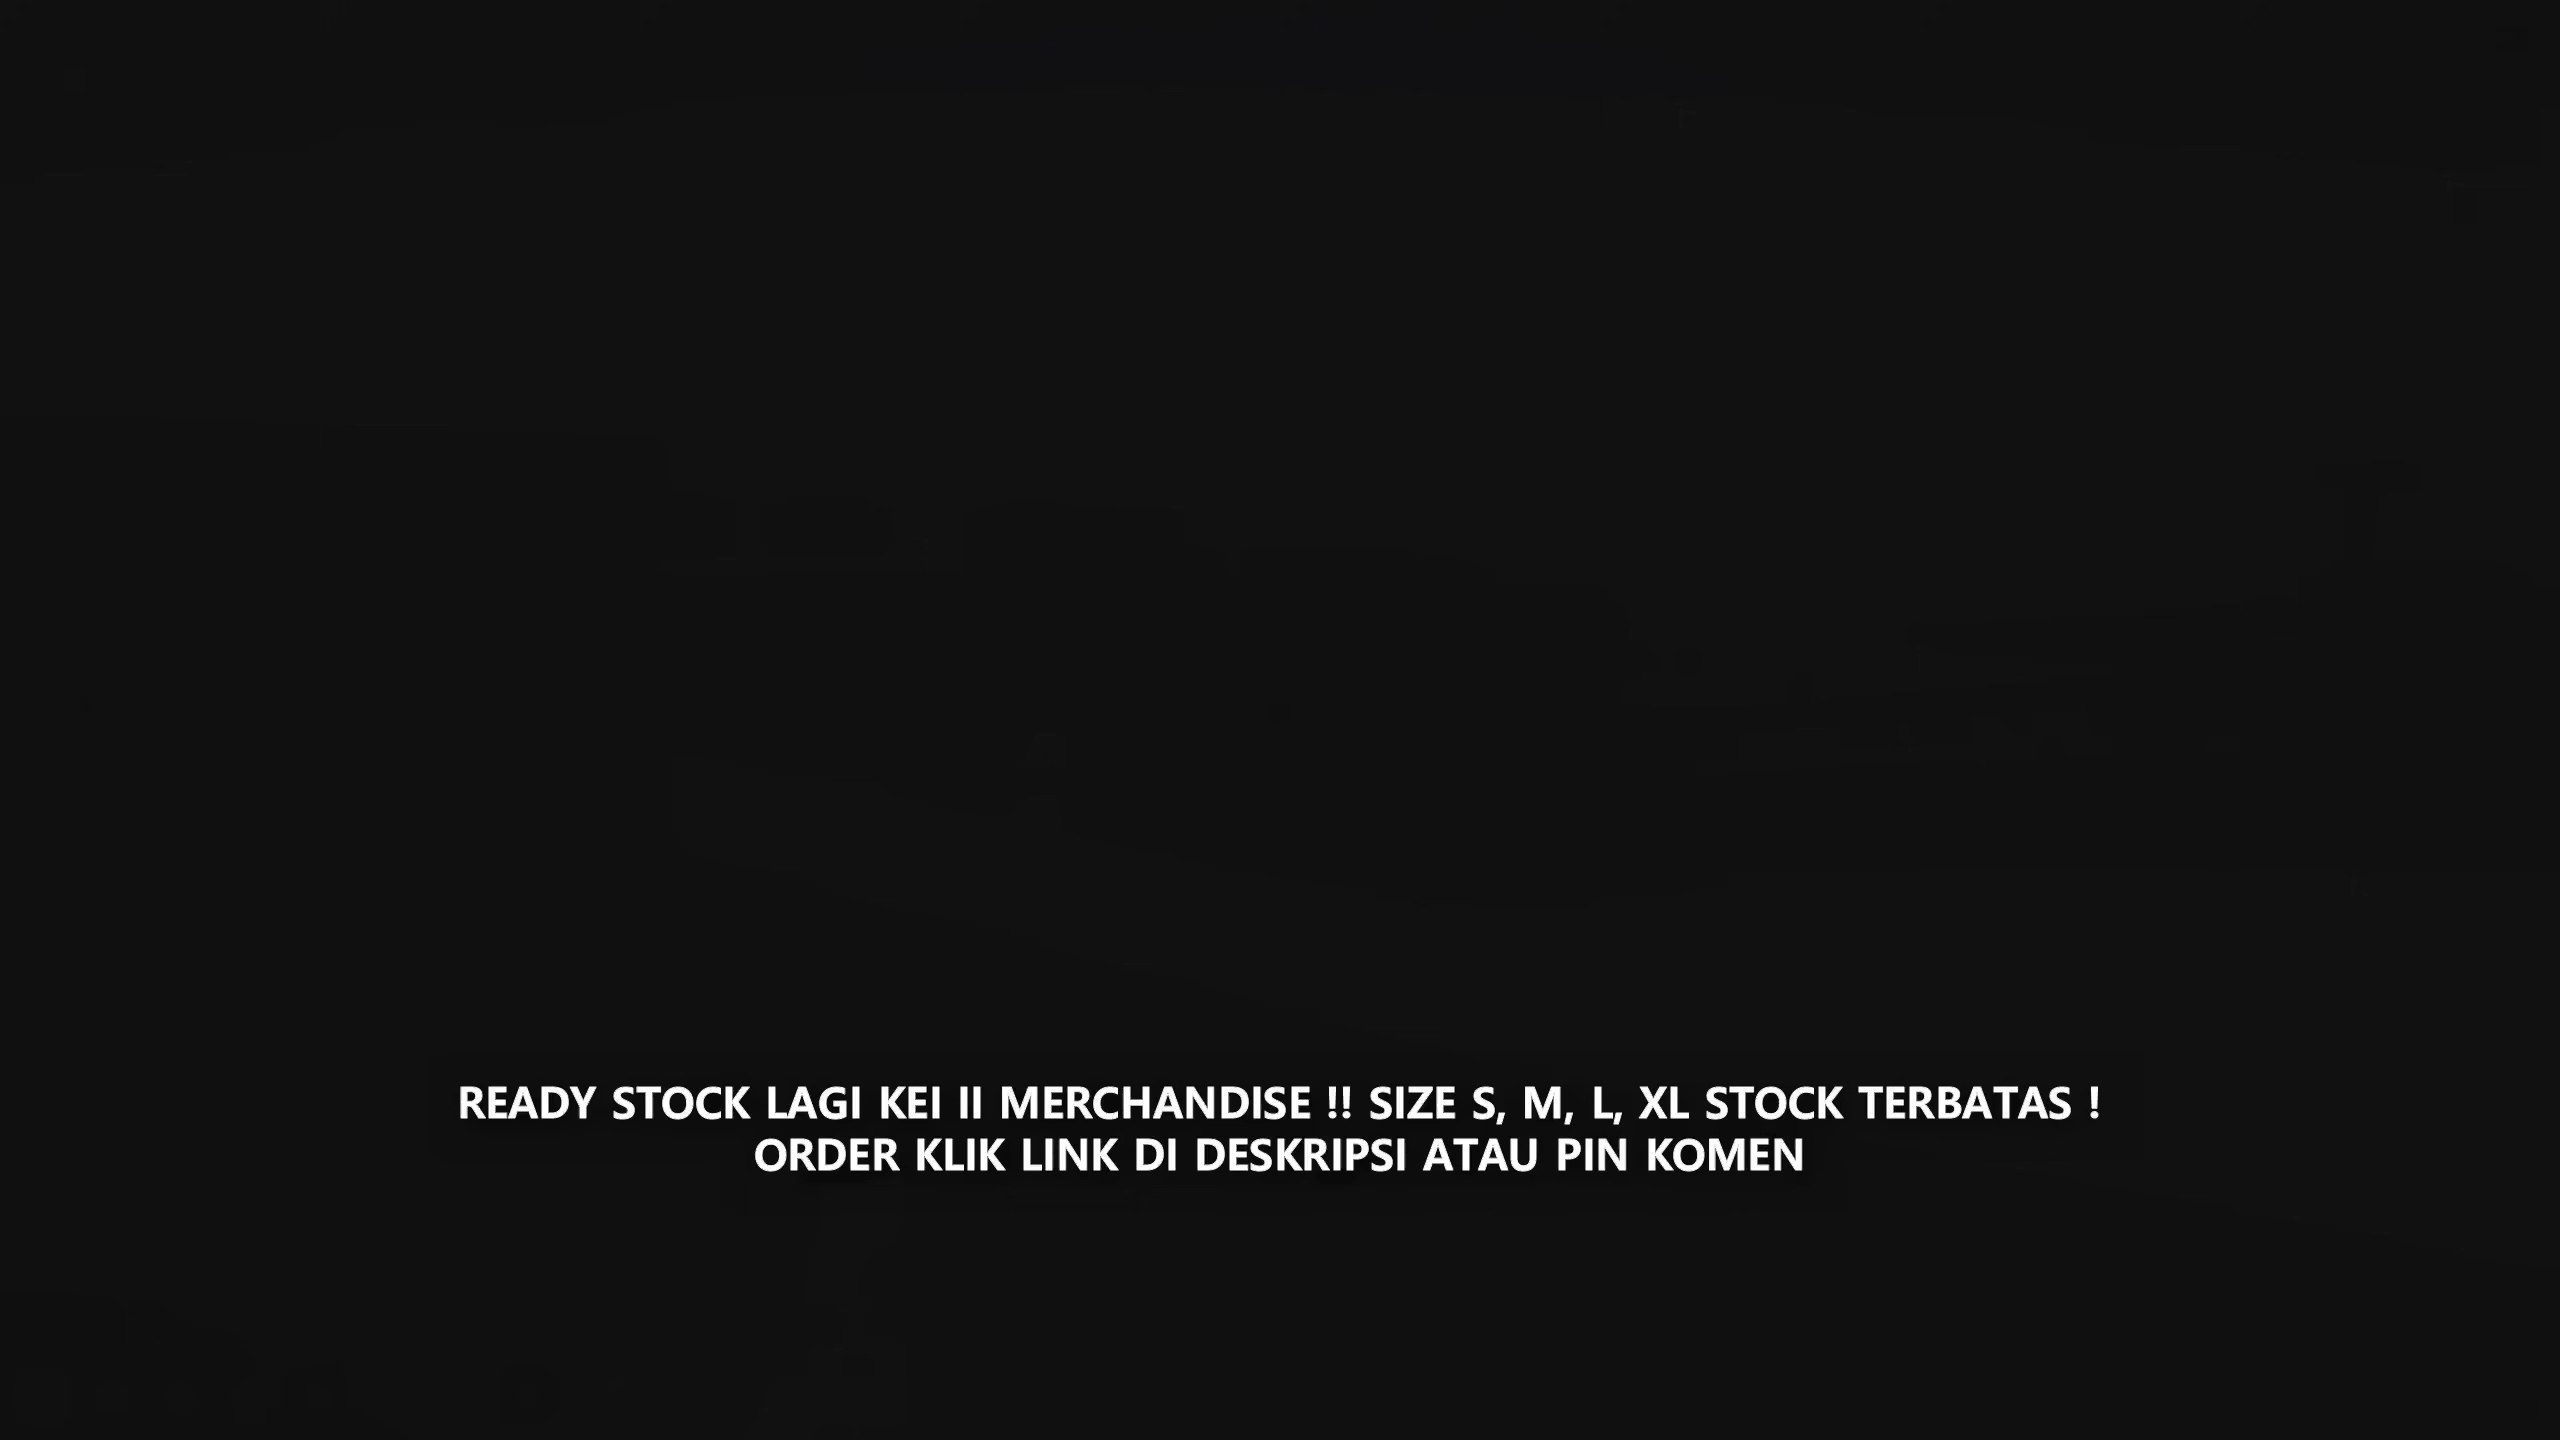 READY STOCK LAGI KEI II MERCHANDISE !! SIZE S, M, L, XL STOCK TERBATAS !
ORDER KLIK LINK DI DESKRIPSI ATAU PIN KOMEN